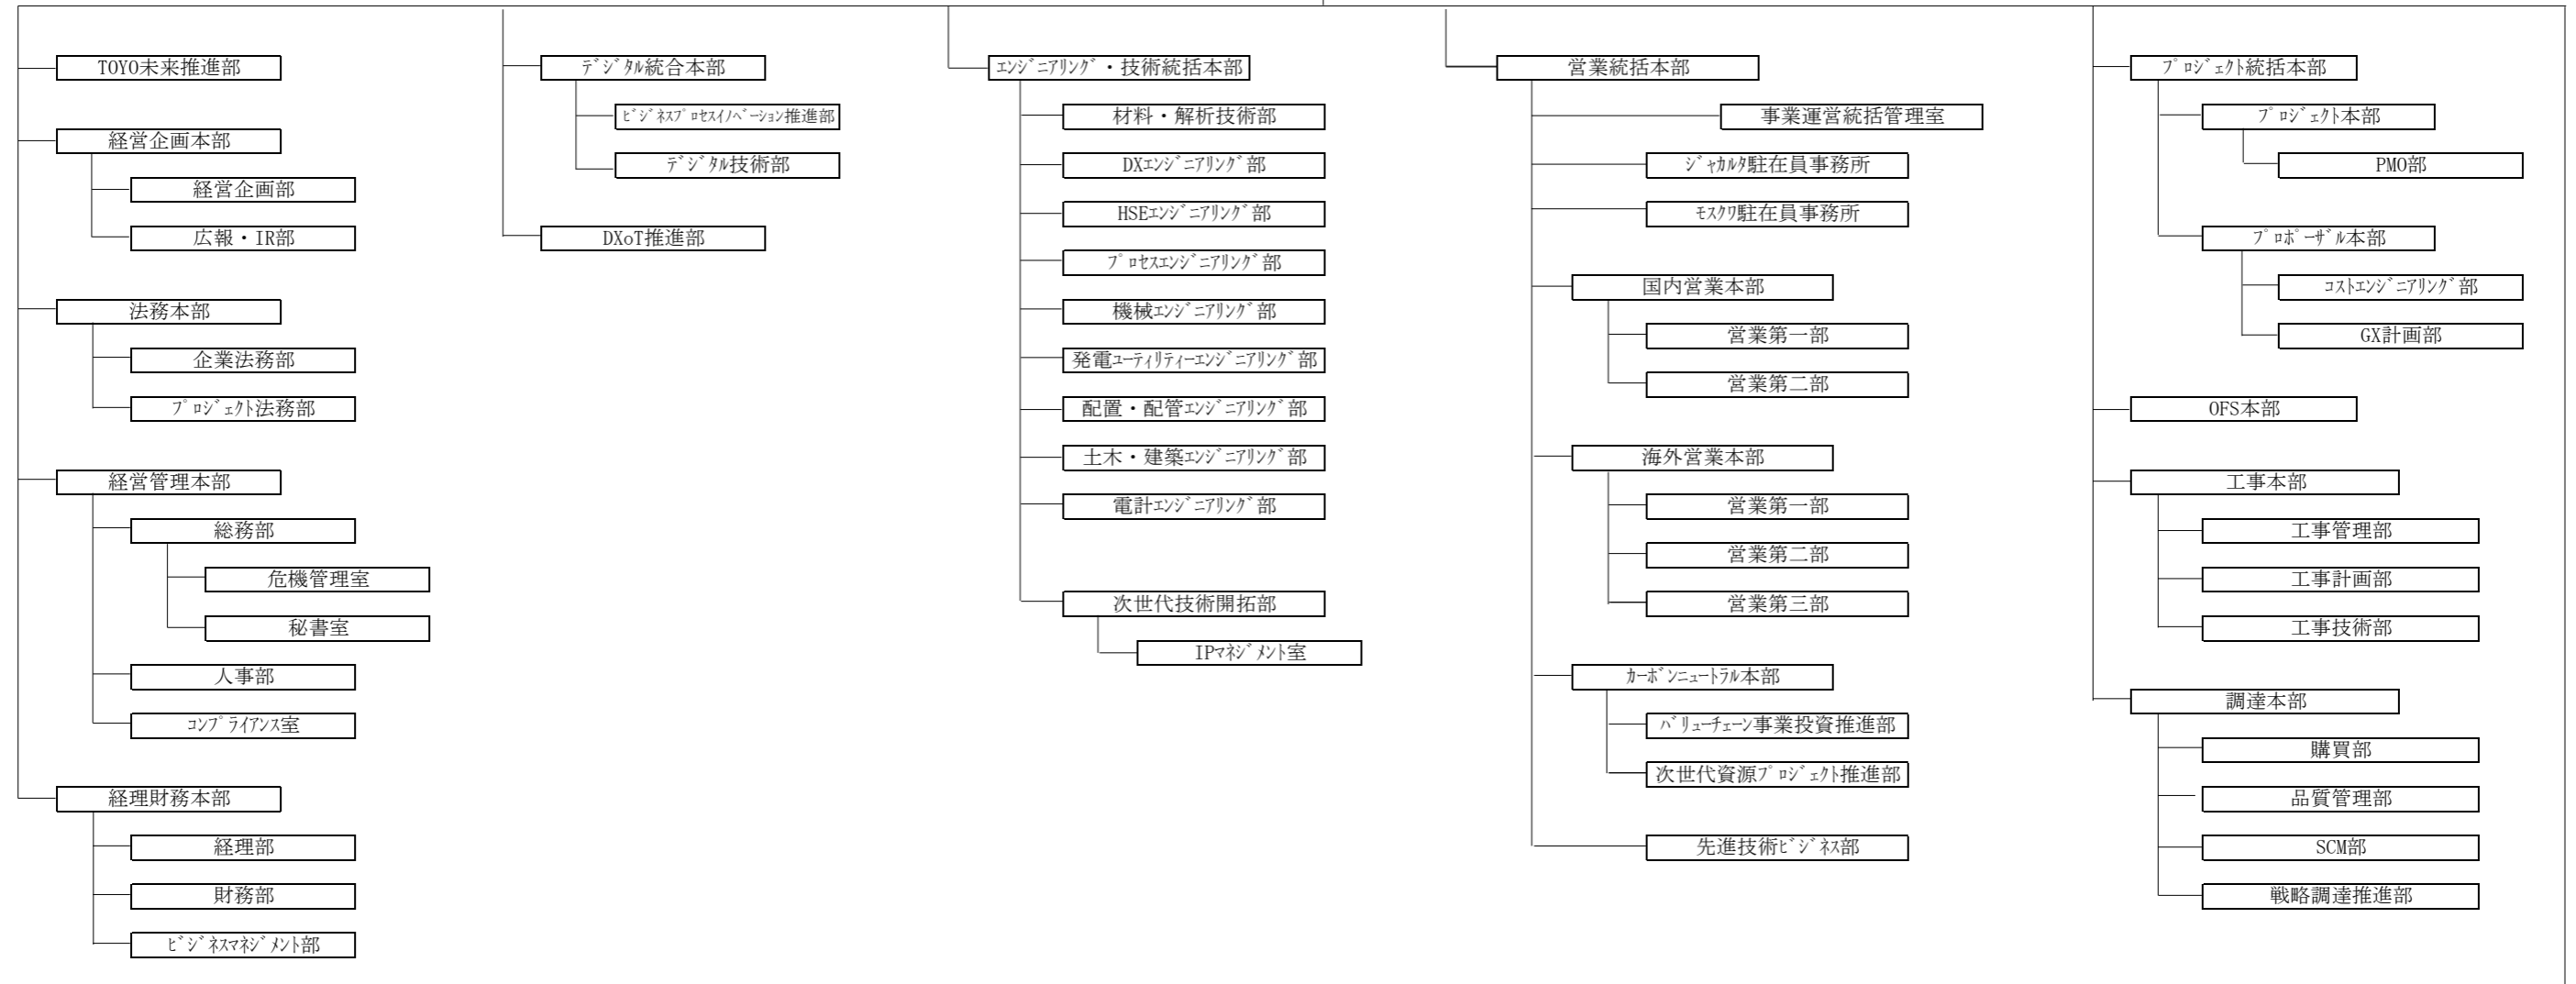 TOYO未来推進部
経営企画本部
経営企画部
広報・IR部
法務本部
企業法務部
ﾌﾟﾛｼﾞｪｸﾄ法務部
経営管理本部
総務部
危機管理室
秘書室
人事部
ｺﾝﾌﾟﾗｲｱﾝｽ室
経理財務本部
経理部
財務部
ﾋﾞｼﾞﾈｽﾏﾈｼﾞﾒﾝﾄ部
ﾃﾞｼﾞﾀﾙ統合本部
ﾋﾞｼﾞﾈｽﾌﾟﾛｾｽｲﾉﾍﾞｰｼｮﾝ推進部
ﾃﾞｼﾞﾀﾙ技術部
DXoT推進部
ｴﾝｼﾞﾆｱﾘﾝｸﾞ・技術統括本部
材料・解析技術部
DXｴﾝｼﾞﾆｱﾘﾝｸﾞ部
HSEｴﾝｼﾞﾆｱﾘﾝｸﾞ部
ﾌﾟﾛｾｽｴﾝｼﾞﾆｱﾘﾝｸﾞ部
機械ｴﾝｼﾞﾆｱﾘﾝｸﾞ部
発電ﾕｰﾃｨﾘﾃｨｰｴﾝｼﾞﾆｱﾘﾝｸﾞ部
配置・配管ｴﾝｼﾞﾆｱﾘﾝｸﾞ部
土木・建築ｴﾝｼﾞﾆｱﾘﾝｸﾞ部
電計ｴﾝｼﾞﾆｱﾘﾝｸﾞ部
次世代技術開拓部
IPﾏﾈｼﾞﾒﾝﾄ室
営業統括本部
事業運営統括管理室
ｼﾞｬｶﾙﾀ駐在員事務所
ﾓｽｸﾜ駐在員事務所
国内営業本部
営業第一部
営業第二部
海外営業本部
営業第一部
営業第二部
営業第三部
ｶｰﾎﾞﾝﾆｭｰﾄﾗﾙ本部
ﾊﾞﾘｭｰﾁｪｰﾝ事業投資推進部
次世代資源ﾌﾟﾛｼﾞｪｸﾄ推進部
先進技術ﾋﾞｼﾞﾈｽ部
ﾌﾟﾛｼﾞｪｸﾄ統括本部
ﾌﾟﾛｼﾞｪｸﾄ本部
PMO部
ﾌﾟﾛﾎﾟｰｻﾞﾙ本部
ｺｽﾄｴﾝｼﾞﾆｱﾘﾝｸﾞ部
GX計画部
OFS本部
工事本部
工事管理部
工事計画部
工事技術部
調達本部
購買部
品質管理部
SCM部
戦略調達推進部